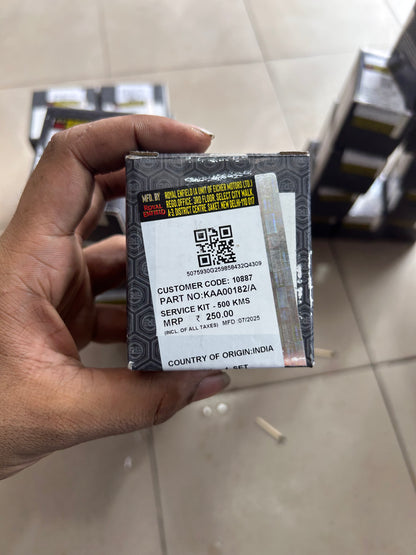 MFD. BY
ROYAL ENFIELD (A UNIT OF EICHER MOTORS LTD.)
REGD. OFFICE: 3RD FLOOR, SELECT CITY WALK,
A-3, DISTRICT CENTRE, SAKET, NEW DELHI-110 017
ROYAL
ENFIELD
5075930G259B58432Q4309
CUSTOMER CODE: 10887
PART NO:KAA00182/A
SERVICE KIT - 500 KMS
MRP ₹ 250.00
(INCL. OF ALL TAXES) MFD :07/2025
COUNTRY OF ORIGIN:INDIA
SET